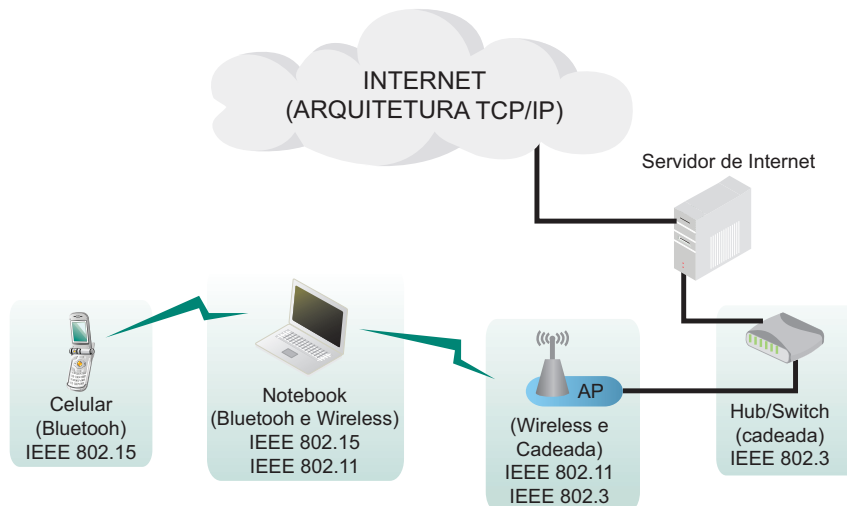 INTERNET
(ARQUITETURA TCP/IP)
Servidor de Internet
Celular
(Bluetooh)
IEEE 802.15
Notebook
(Bluetooh e Wireless)
IEEE 802.15
IEEE 802.11
AP
(Wireless e
Cadeada)
IEEE 802.11
IEEE 802.3
Hub/Switch
(cadeada)
IEEE 802.3